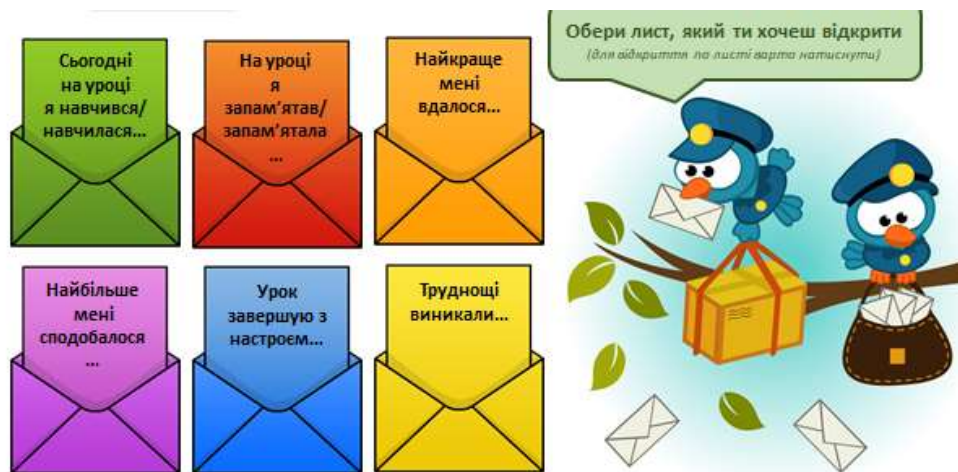 Сьогодні
на уроці
я навчився/
навчилася...
На уроці
я
запам'ятав/
запам'ятала
...
Найкраще
мені
вдалося...
Найбільше
мені
сподобалося
...
Урок
завершую з
настроєм...
Труднощі
виникали...
Обери лист, який ти хочеш відкрити
(для відкриття по листі варто натиснути)